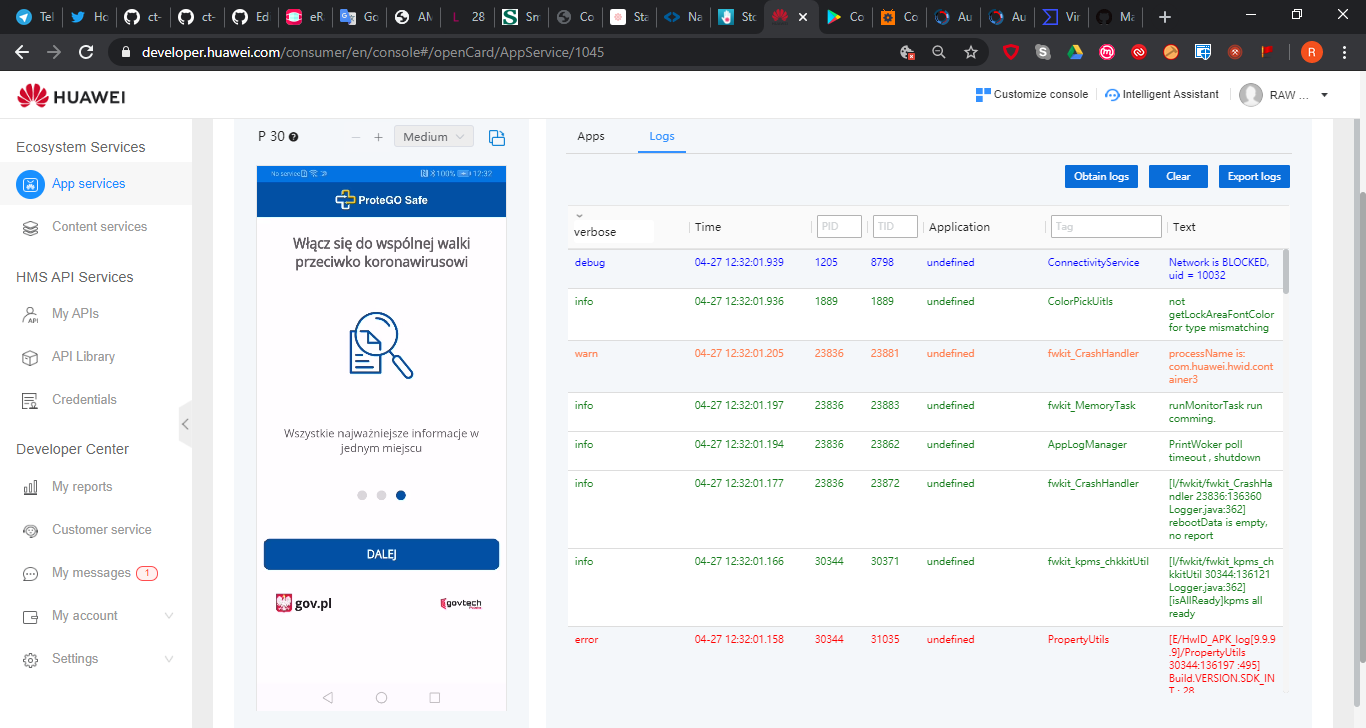 Tel
Ho
ct-
ct-
Ed
eRa
Go
AM
28
Sm
Co
Sta
Na
Sto
Co
Co
Au
Au
Vir
Ma
developer.huawei.com/consumer/en/console#/openCard/AppService/1045
R
HUAWEI
Customize console
Intelligent Assistant
RAW ...
Ecosystem Services
App services
Content services
HMS API Services
My APIs
API Library
Credentials
Developer Center
My reports
Customer service
My messages 1
My account
Settings
P 30
Medium
No service
100%
12:32
ProteGO Safe
Włącz się do wspólnej walki
przeciwko koronawirusowi
Wszystkie najważniejsze informacje w
jednym miejscu
DALEJ
gov.pl
govtech
Apps
Logs
Obtain logs
Clear
Export logs
verbose
Time
PID
TID
Application
Tag
Text
debug 04-27 12:32:01.939 1205 8798 undefined ConnectivityService Network is BLOCKED,
uid = 10032
info 04-27 12:32:01.936 1889 1889 undefined ColorPickUitls not
getLockAreaFontColor
for type mismatching
warn 04-27 12:32:01.205 23836 23881 undefined fwkit_CrashHandler processName is:
com.huawei.hwid.cont
ainer3
info 04-27 12:32:01.197 23836 23883 undefined fwkit_MemoryTask runMonitorTask run
comming.
info 04-27 12:32:01.194 23836 23862 undefined AppLogManager PrintWoker poll
timeout , shutdown
info 04-27 12:32:01.177 23836 23872 undefined fwkit_CrashHandler [I/fwkit/fwkit_CrashHa
ndler 23836:136360
Logger.java:362]
rebootData is empty,
no report
info 04-27 12:32:01.166 30344 30371 undefined fwkit_kpms_chkkitUtil [I/fwkit/fwkit_kpms_ch
kkitUtil 30344:136121
Logger.java:362]
[isAllReady]kpms all
ready
error 04-27 12:32:01.158 30344 31035 undefined PropertyUtils [E/HwID_APK_log[9.9.9
.9]/PropertyUtils
30344:136197 :495]
Build.VERSION.SDK_IN
T : 28